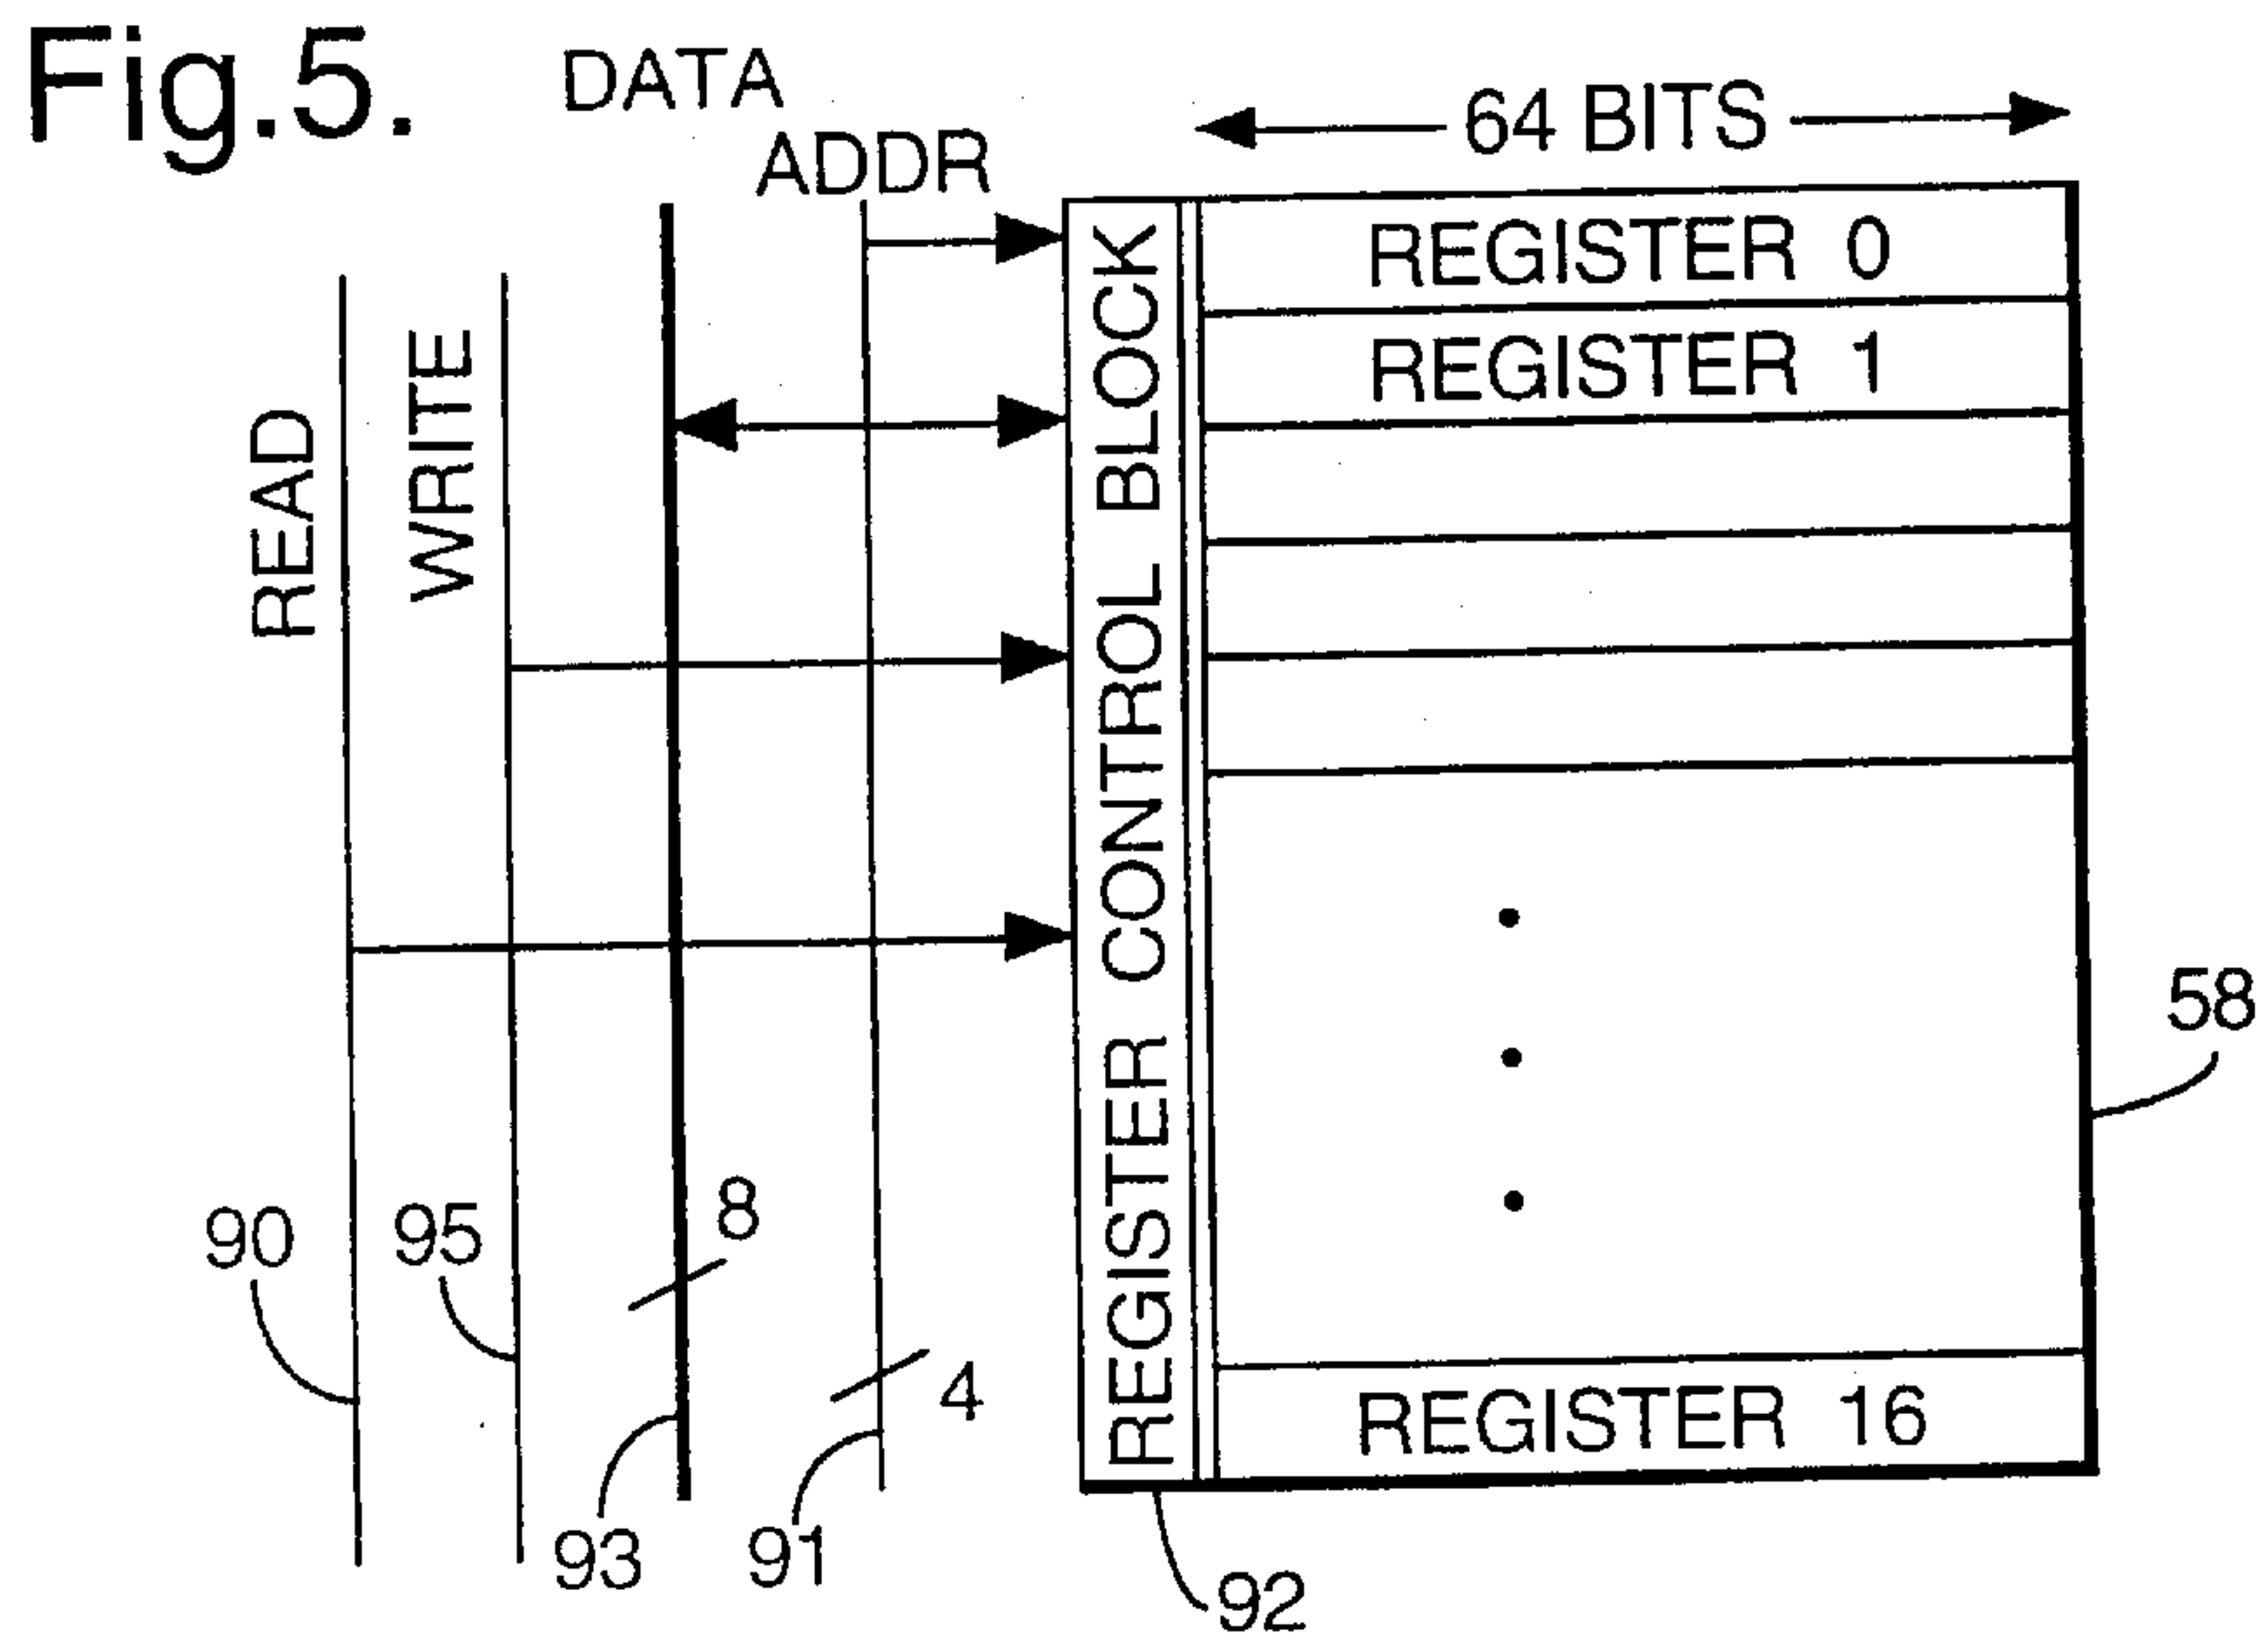 Fig.5.
DATA
ADDR
64 BITS
READ
WRITE
REGISTER CONTROL BLOCK
REGISTER 0
REGISTER 1
REGISTER 16
58
90
95
8
4
93
91
92